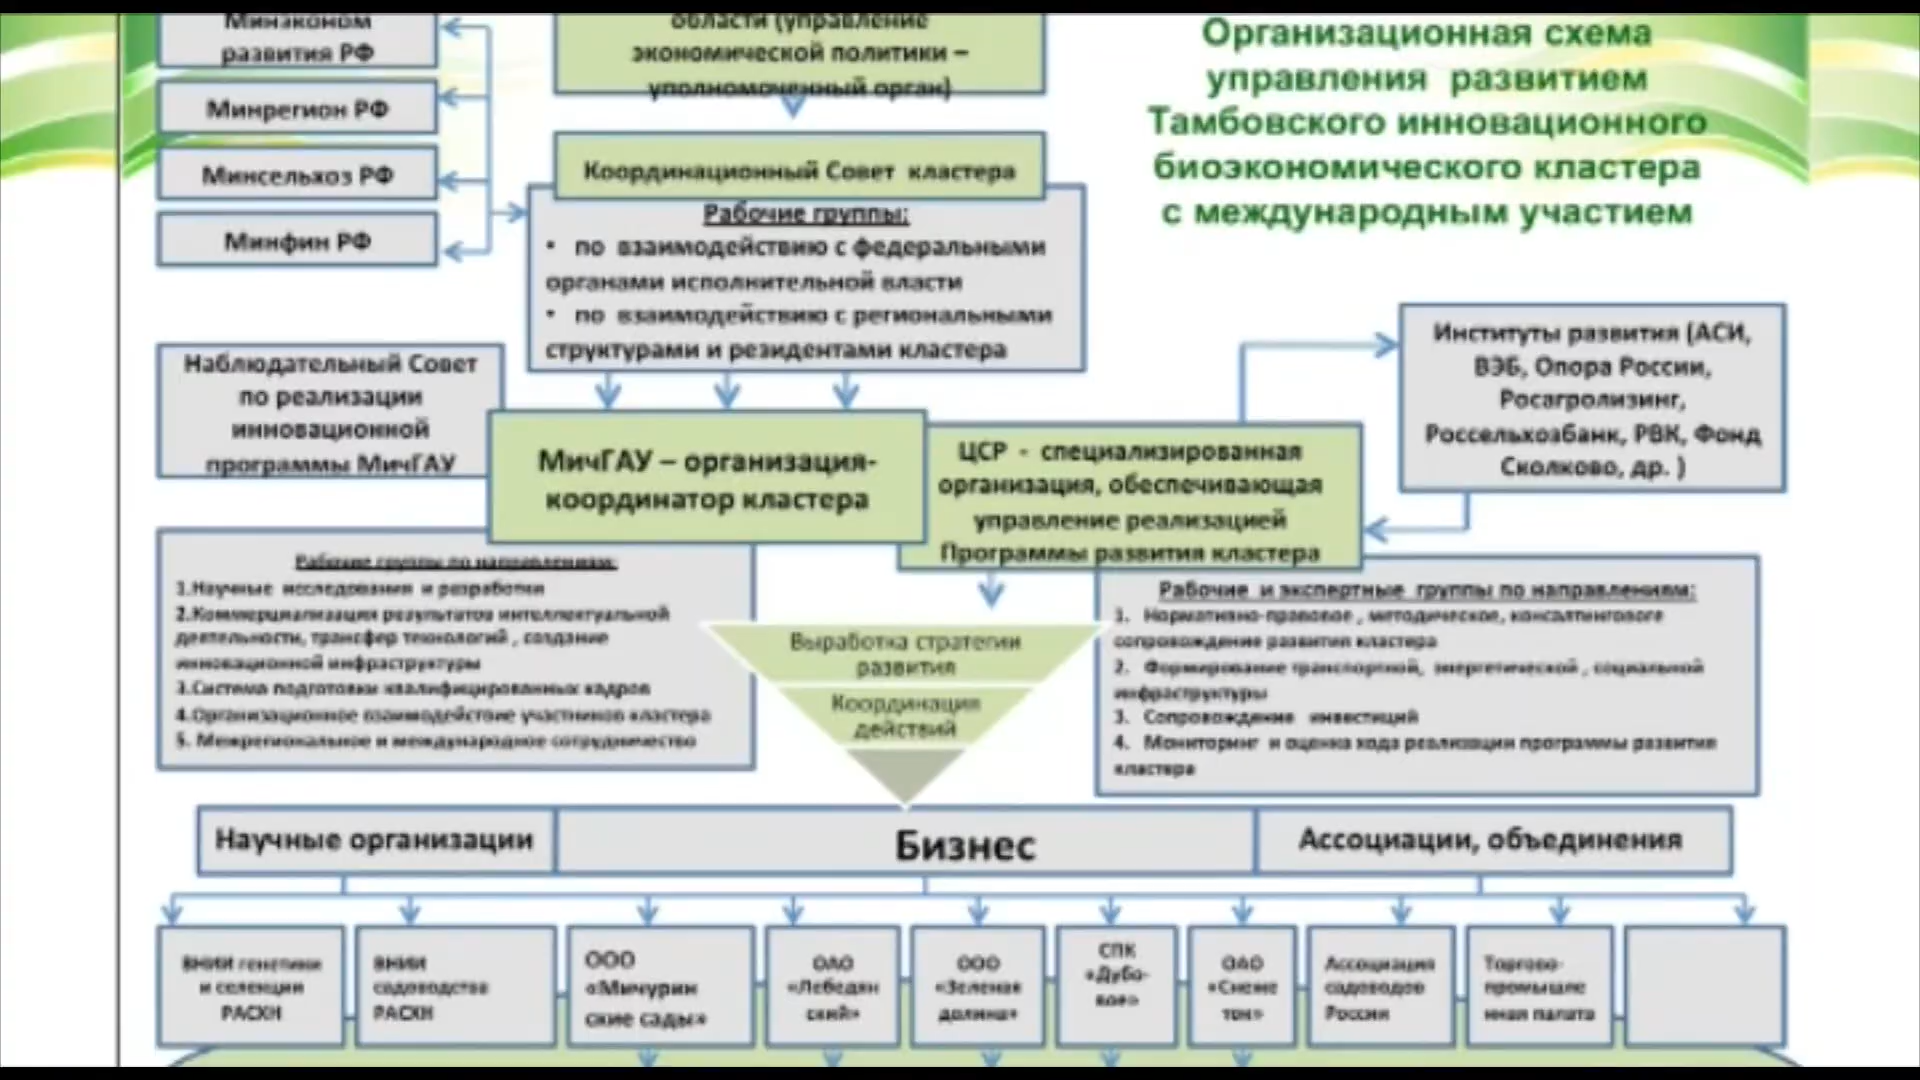 Организационная схема
управления развитием
Тамбовского инновационного
биоэкономического кластера
с международным участием
Минэконом
развития РФ
Минрегион РФ
Минсельхоз РФ
Минфин РФ
области (управление
экономической политики –
уполномоченный орган)
Координационный Совет кластера
Рабочие группы:
• по взаимодействию с федеральными
органами исполнительной власти
• по взаимодействию с региональными
структурами и резидентами кластера
Наблюдательный Совет
по реализации
инновационной
программы МичГАУ
МичГАУ – организация-
координатор кластера
ЦСР - специализированная
организация, обеспечивающая
управление реализацией
Программы развития кластера
Институты развития (АСИ,
ВЭБ, Опора России,
Росагролизинг,
Россельхозбанк, РВК, Фонд
Сколково, др. )
Рабочие группы по направлениям:
1.Научные исследования и разработки
2.Коммерциализация результатов интеллектуальной
деятельности, трансфер технологий , создание
инновационной инфраструктуры
3.Система подготовки квалифицированных кадров
4.Организационное взаимодействие участников кластера
5. Межрегиональное и международное сотрудничество
Выработка стратегии
развития
Координация
действий
Рабочие и экспертные группы по направлениям:
1. Нормативно-правовое , методическое, консалтинговое
сопровождение развития кластера
2. Формирование транспортной, энергетической , социальной
инфраструктуры
3. Сопровождение инвестиций
4. Мониторинг и оценка хода реализации программы развития
кластера
Научные организации
Бизнес
Ассоциации, объединения
ВНИИ генетики
и селекции
РАСХН
ВНИИ
садоводства
РАСХН
ООО
«Мичурин
ские сады»
ОАО
«Лебедян
ский»
ООО
«Зеленая
долина»
СПК
«Дубо-
вое»
ОАО
«Снеже
ток»
Ассоциация
садоводов
России
Торгово-
промышле
нная палата